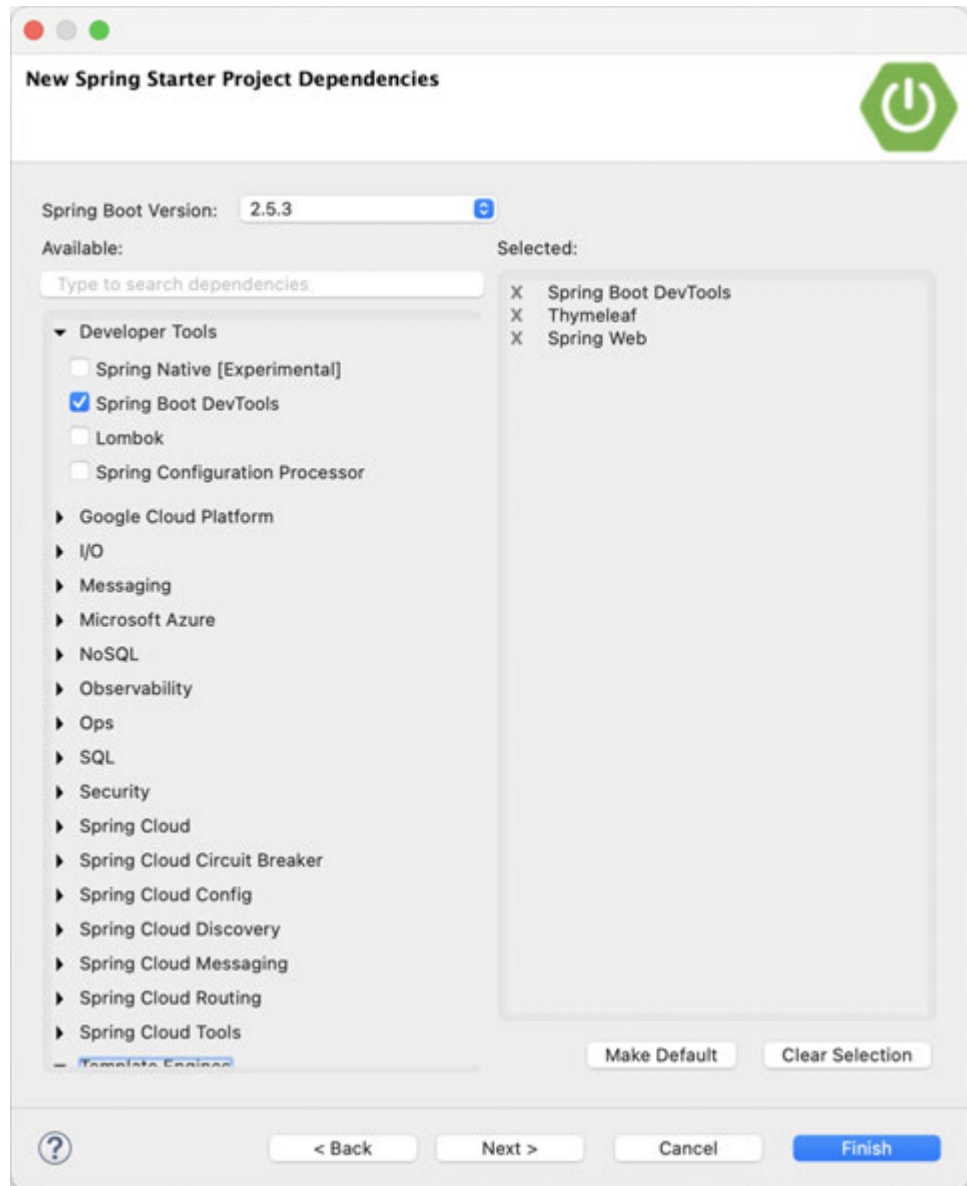 New Spring Starter Project Dependencies
Spring Boot Version: 2.5.3
Available:
Type to search dependencies
Developer Tools
Spring Native [Experimental]
Spring Boot DevTools
Lombok
Spring Configuration Processor
Google Cloud Platform
I/O
Messaging
Microsoft Azure
NoSQL
Observability
Ops
SQL
Security
Spring Cloud
Spring Cloud Circuit Breaker
Spring Cloud Config
Spring Cloud Discovery
Spring Cloud Messaging
Spring Cloud Routing
Spring Cloud Tools
Template Engines
Selected:
X Spring Boot DevTools
X Thymeleaf
X Spring Web
Make Default Clear Selection
? < Back Next > Cancel Finish